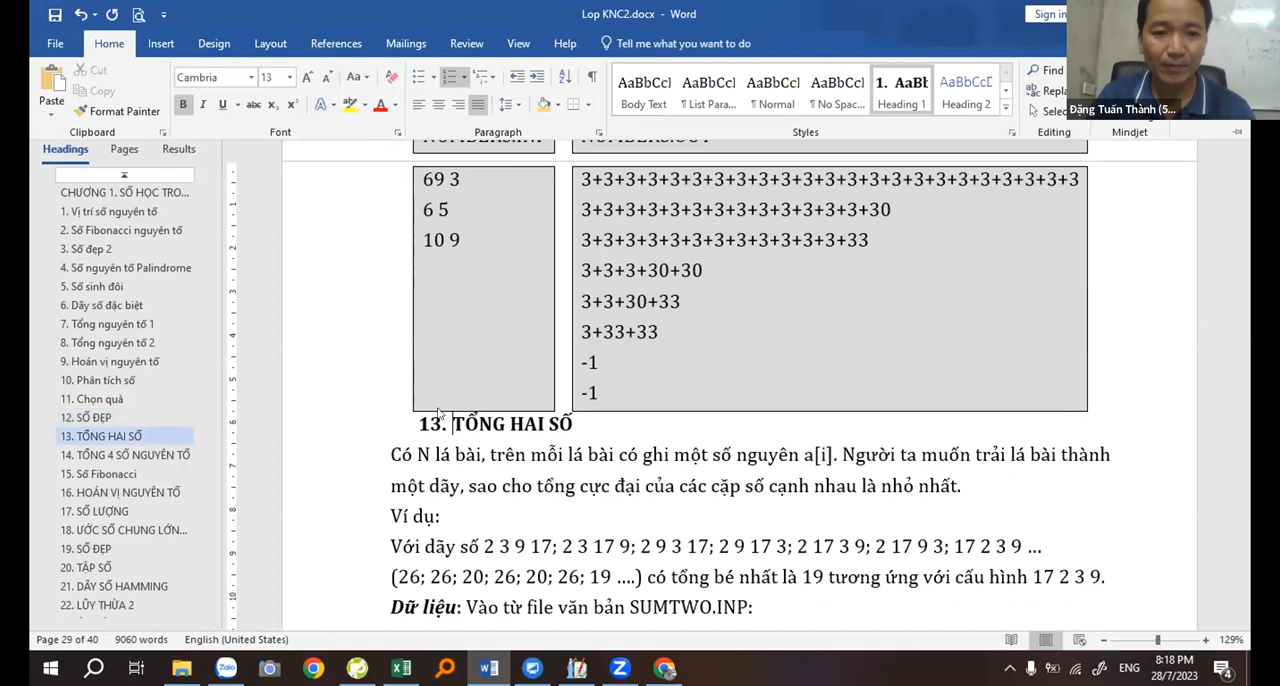 Lop KNC2.docx - Word
Sign in
File Home Insert Design Layout References Mailings Review View Help Tell me what you want to do
Cut
Copy
Paste
Format Painter
Clipboard
Cambria 13
Font
Paragraph
AaBbCcI AaBbCcI AaBbCcI AaBbCcI 1. AaBb AaBbCcD
Body Text ¶ List Para... ¶ Normal ¶ No Spac... Heading 1 Heading 2
Styles
Find
Repla
Selec
Editing
Mindjet
Đặng Tuấn Thành (5...
Headings Pages Results
CHƯƠNG 1. SỐ HỌC TRO...
1. Vị trí số nguyên tố
2. Số Fibonacci nguyên tố
3. Số đẹp 2
4. Số nguyên tố Palindrome
5. Số sinh đôi
6. Dãy số đặc biệt
7. Tổng nguyên tố 1
8. Tổng nguyên tố 2
9. Hoán vị nguyên tố
10. Phân tích số
11. Chọn quà
12. SỐ ĐẸP
13. TỔNG HAI SỐ
14. TỔNG 4 SỐ NGUYÊN TỐ
15. Số Fibonacci
16. HOÁN VỊ NGUYÊN TỐ
17. SỐ LƯỢNG
18. ƯỚC SỐ CHUNG LỚN...
19. SỐ ĐẸP
20. TẬP SỐ
21. DÃY SỐ HAMMING
22. LŨY THỪA 2
NUMBERS.INP NUMBERS.OUT
69 3
6 5
10 9
3+3+3+3+3+3+3+3+3+3+3+3+3+3+3+3+3+3+3+3+3+3+3
3+3+3+3+3+3+3+3+3+3+3+3+3+30
3+3+3+3+3+3+3+3+3+3+3+3+33
3+3+3+30+30
3+3+30+33
3+33+33
-1
-1
13. TỔNG HAI SỐ
Có N lá bài, trên mỗi lá bài có ghi một số nguyên a[i]. Người ta muốn trải lá bài thành
một dãy, sao cho tổng cực đại của các cặp số cạnh nhau là nhỏ nhất.
Ví dụ:
Với dãy số 2 3 9 17; 2 3 17 9; 2 9 3 17; 2 9 17 3; 2 17 3 9; 2 17 9 3; 17 2 3 9 ...
(26; 26; 20; 26; 20; 26; 19 ....) có tổng bé nhất là 19 tương ứng với cấu hình 17 2 3 9.
Dữ liệu: Vào từ file văn bản SUMTWO.INP:
Page 29 of 40 9060 words English (United States) 129%
ENG
8:18 PM
28/7/2023